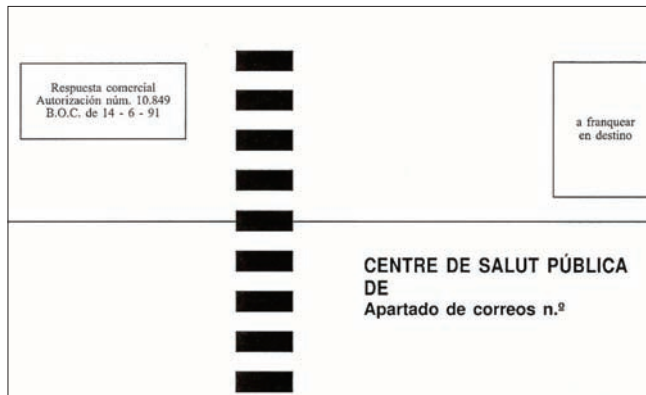 Respuesta comercial
Autorización núm. 10.849
B.O.C. de 14 - 6 - 91
a franquear
en destino
CENTRE DE SALUT PÚBLICA
DE
Apartado de correos n.º